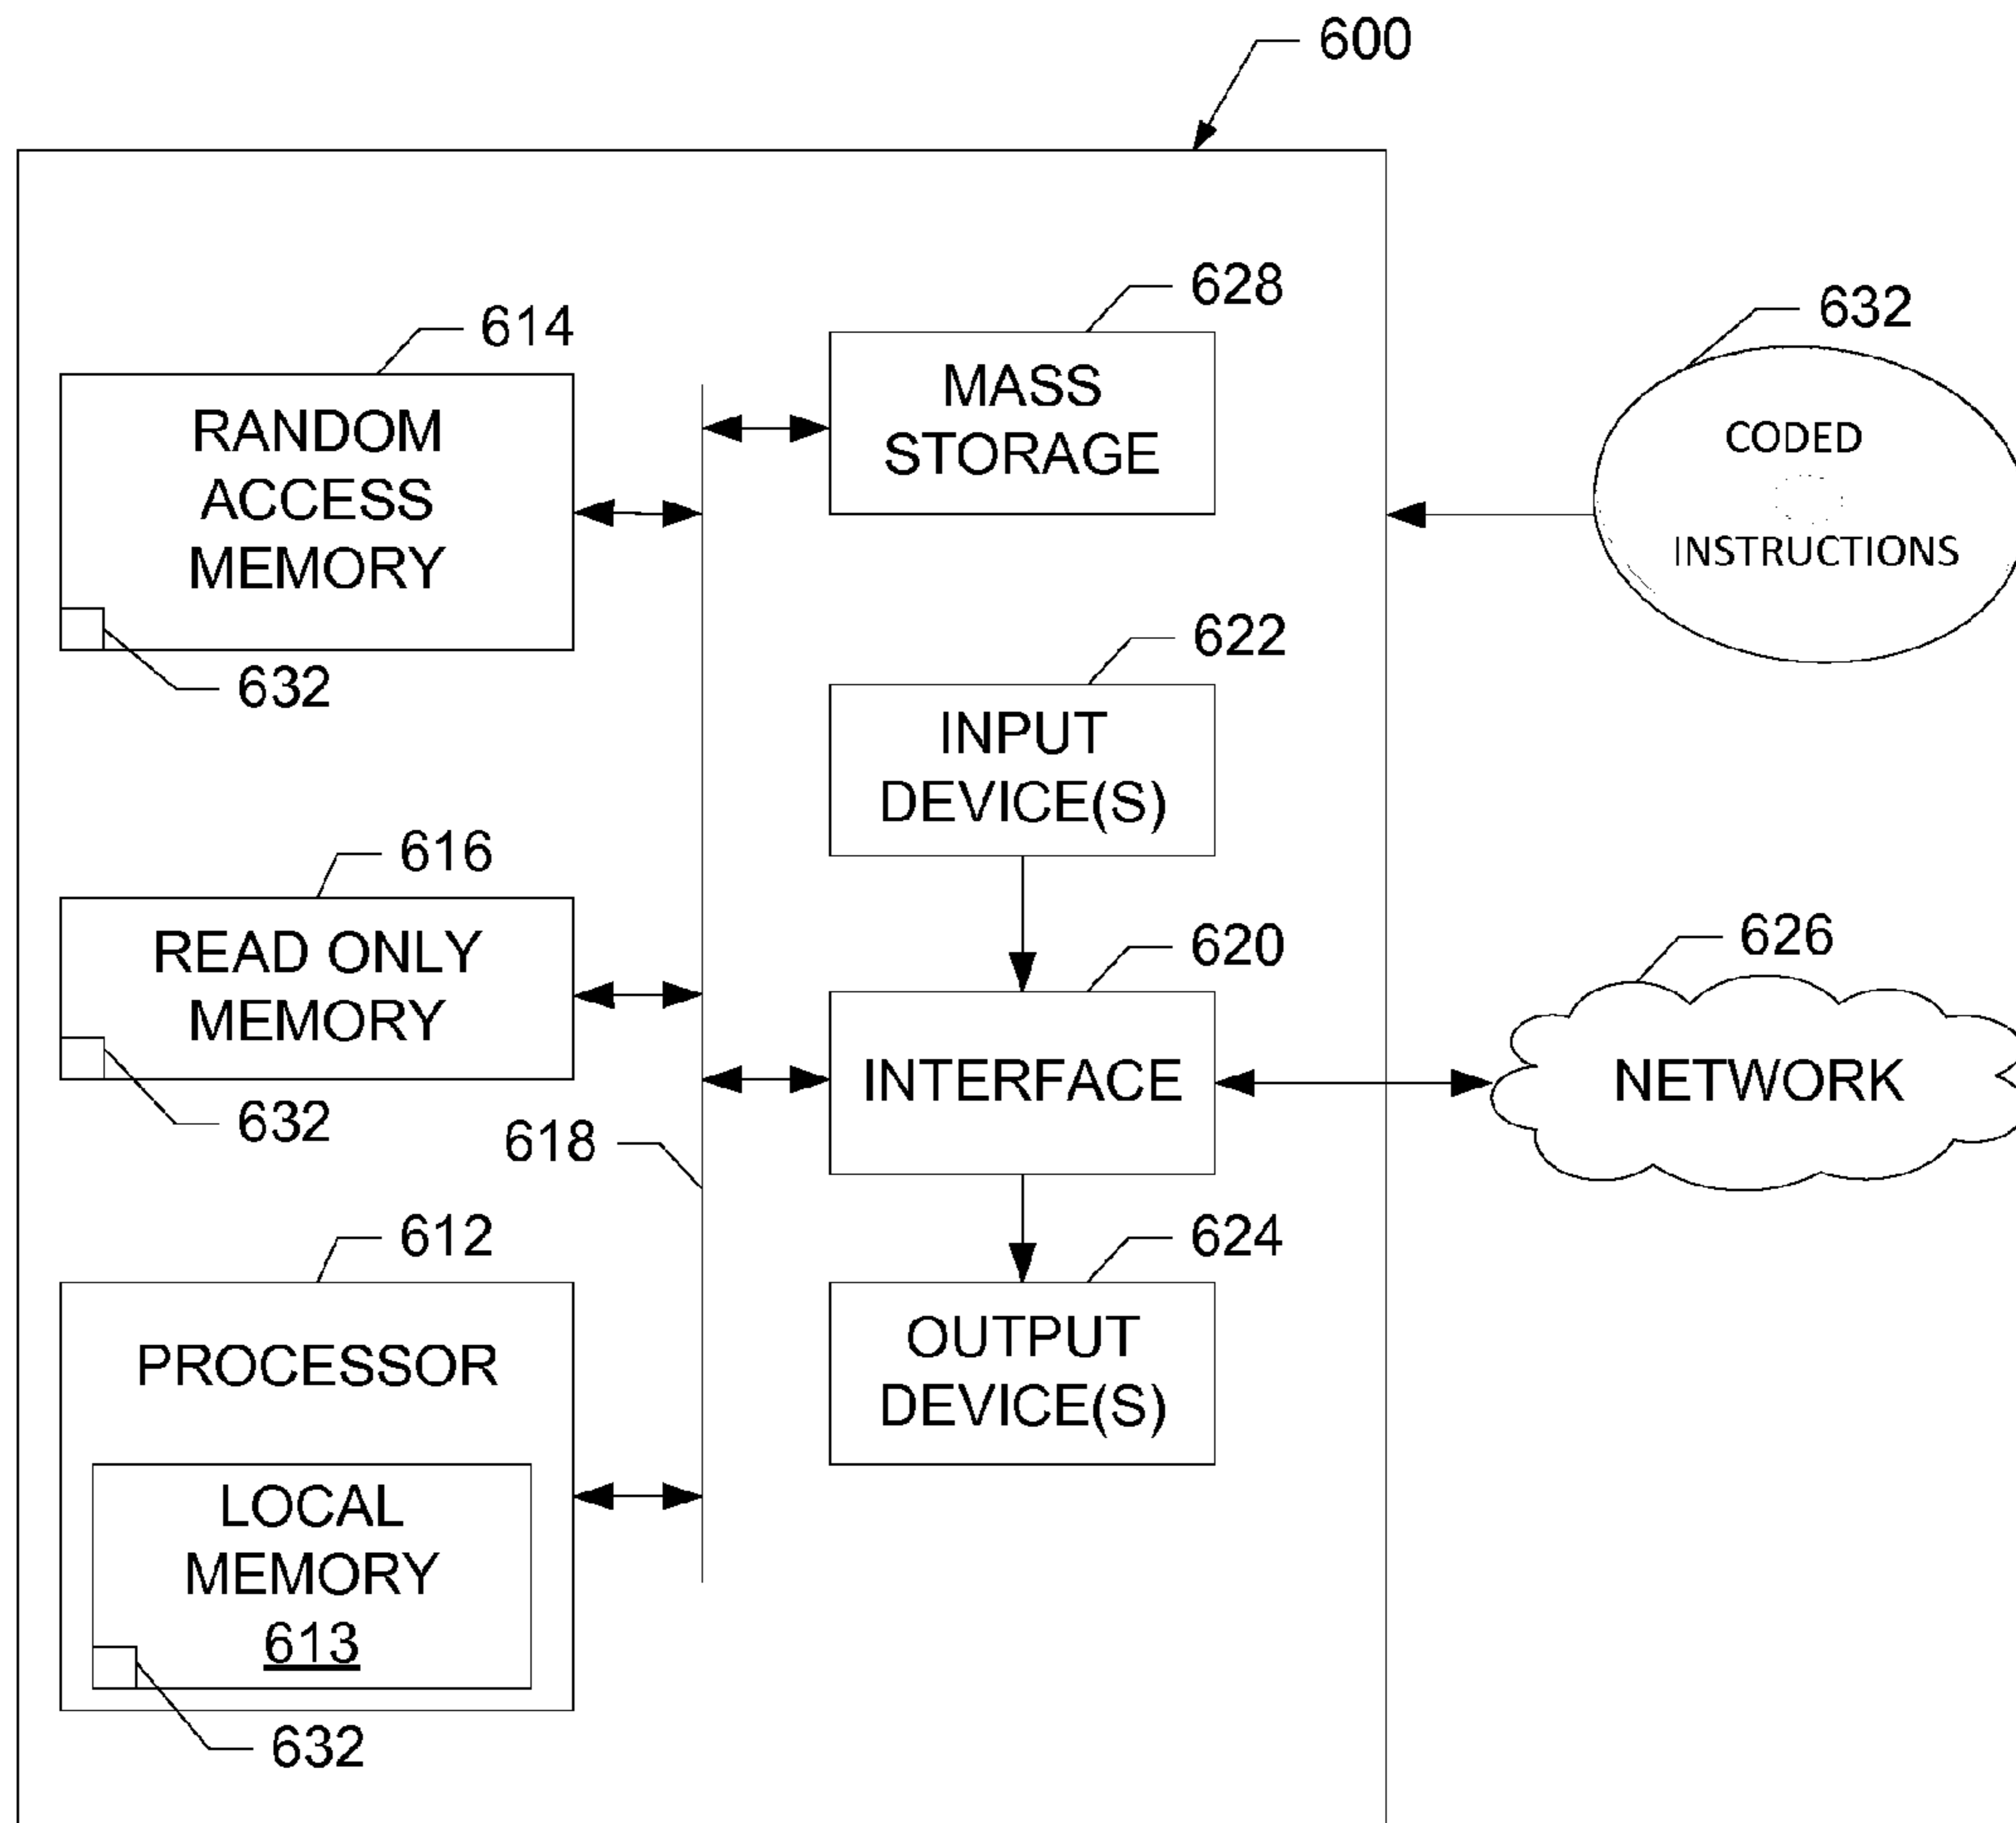 600
628
614
632
MASS
STORAGE
RANDOM
ACCESS
MEMORY
CODED
INSTRUCTIONS
632
622
INPUT
DEVICE(S)
616
620
626
READ ONLY
MEMORY
INTERFACE
NETWORK
632
618
612
624
PROCESSOR
OUTPUT
DEVICE(S)
LOCAL
MEMORY
613
632